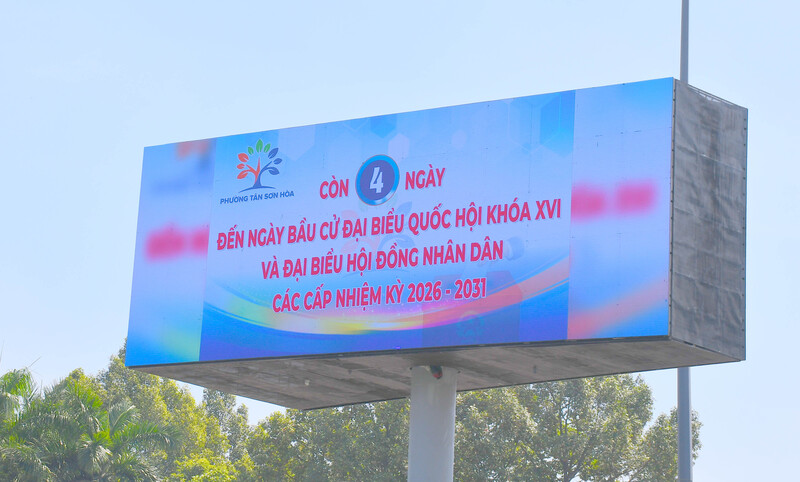 PHƯỜNG TÂN SƠN HÒA
CÒN 4 NGÀY
ĐẾN NGÀY BẦU CỬ ĐẠI BIỂU QUỐC HỘI KHÓA XVI
VÀ ĐẠI BIỂU HỘI ĐỒNG NHÂN DÂN
CÁC CẤP NHIỆM KỲ 2026 - 2031